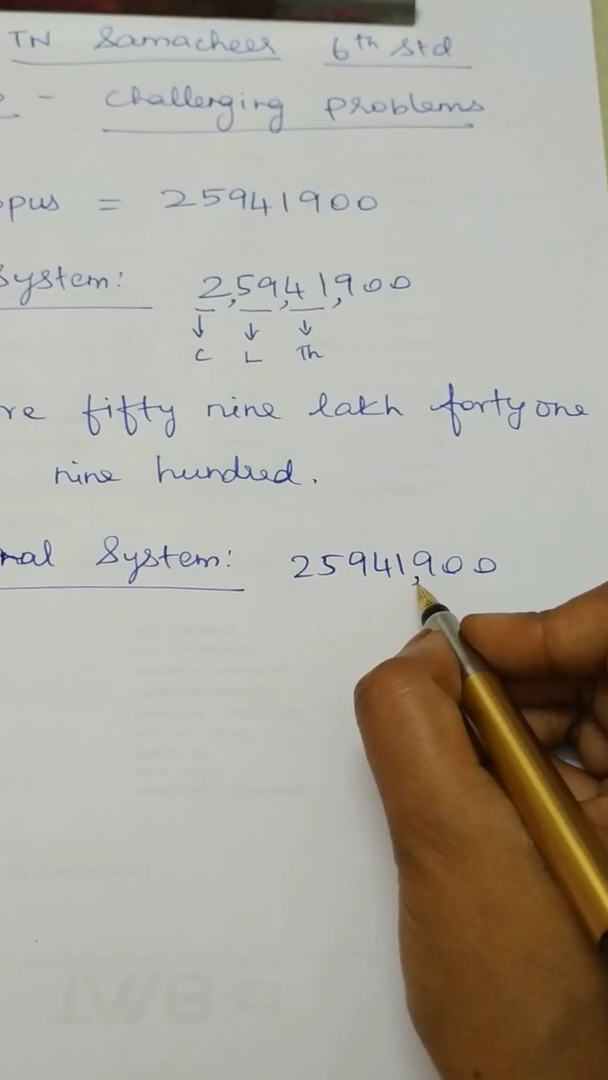 TN Samacheer 6th Std
- challenging problems
opus = 25941900
System: 2,59,41,900
C L Th
re fifty nine lakh forty one
nine hundred.
nal System: 25941,900